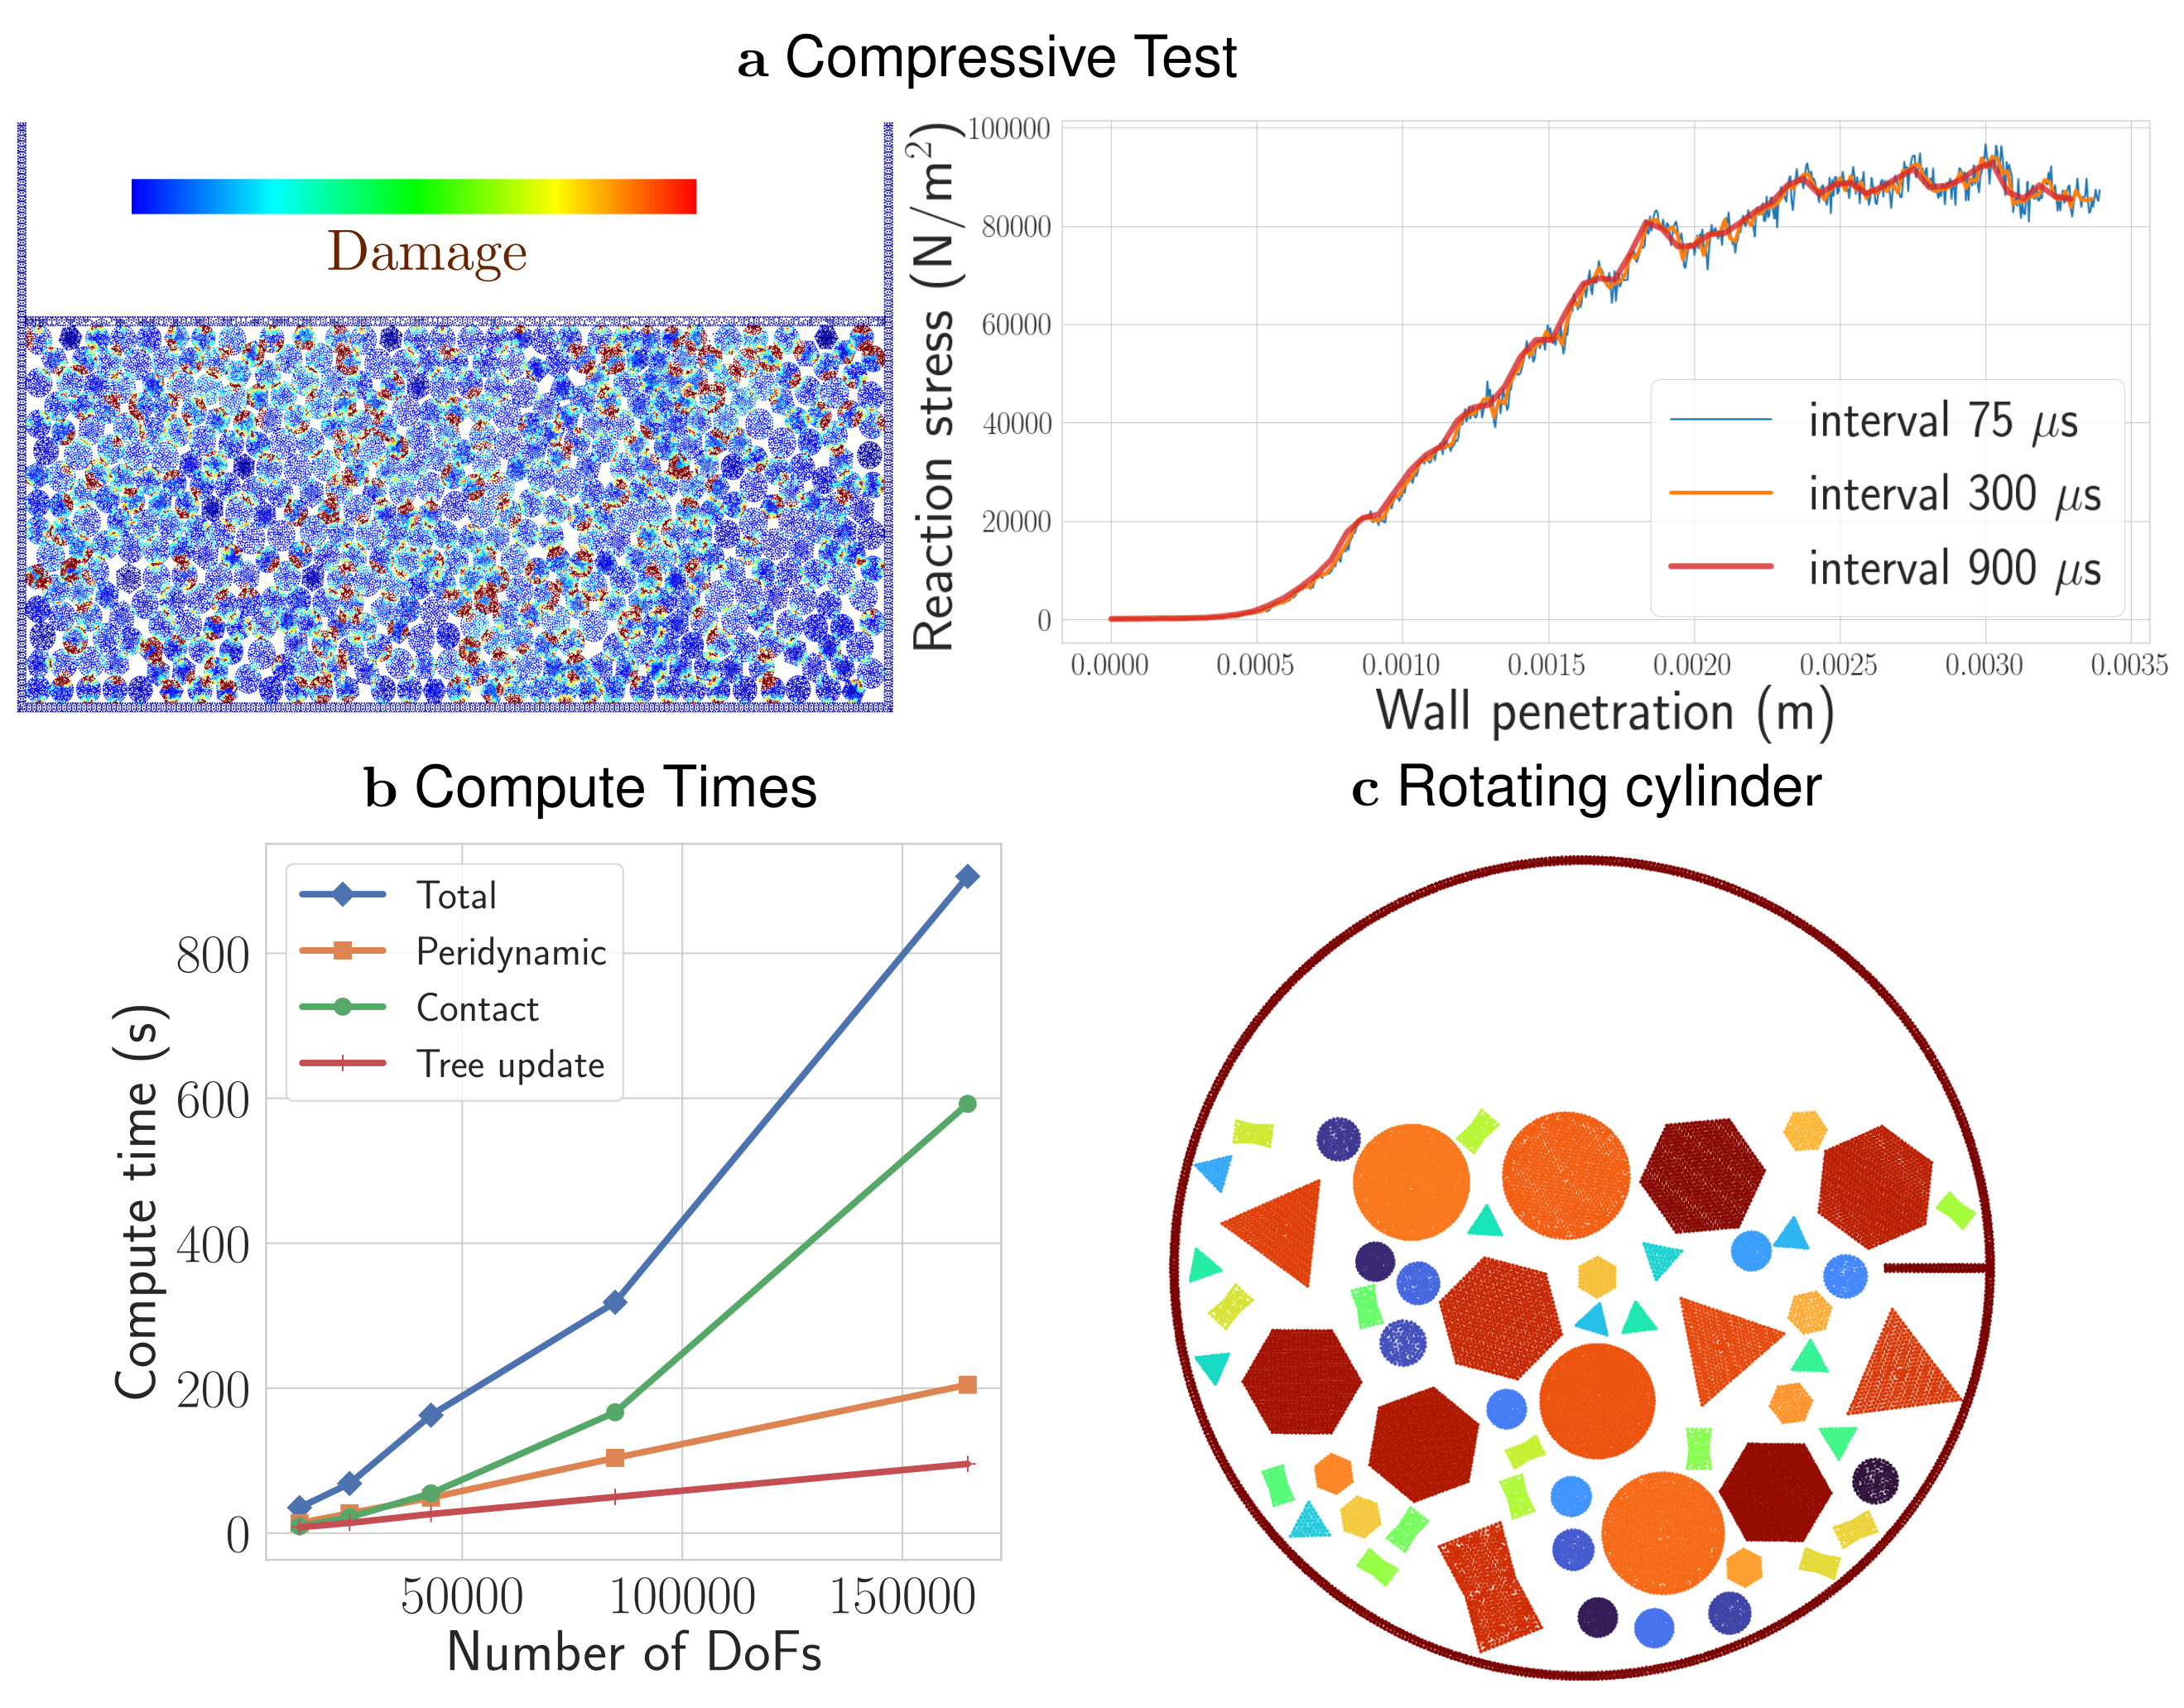 a Compressive Test
Damage
Reaction stress (N/m²)
100000
80000
60000
40000
20000
0
interval 75 μs
interval 300 μs
interval 900 μs
0.0000 0.0005 0.0010 0.0015 0.0020 0.0025 0.0030 0.0035
Wall penetration (m)
b Compute Times
Compute time (s)
800
600
400
200
0
Total
Peridynamic
Contact
Tree update
50000 100000 150000
Number of DoFs
c Rotating cylinder